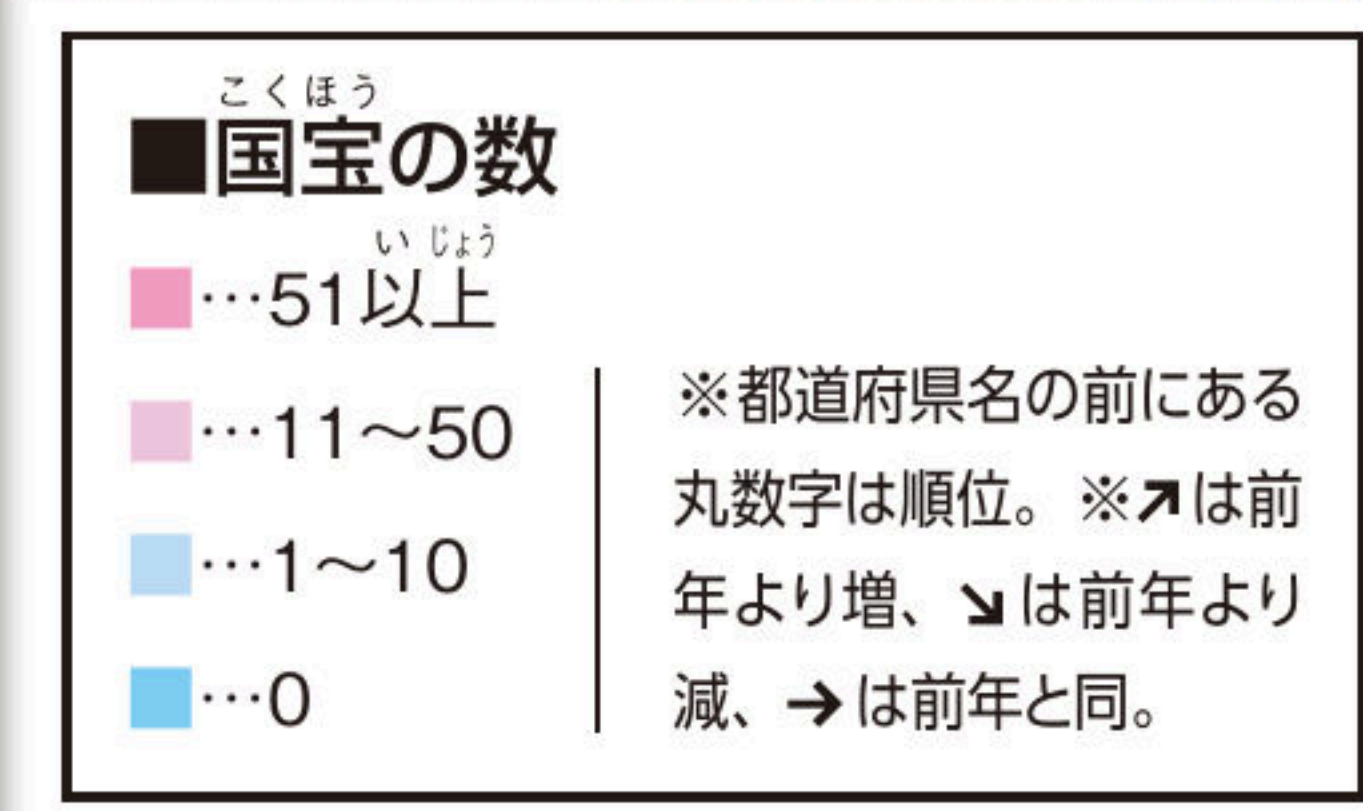 こくほう
■国宝の数
いじょう
…51以上
…11〜50
…1〜10
…0
※都道府県名の前にある
丸数字は順位。※↗は前
年より増、↘は前年より
減、→は前年と同。